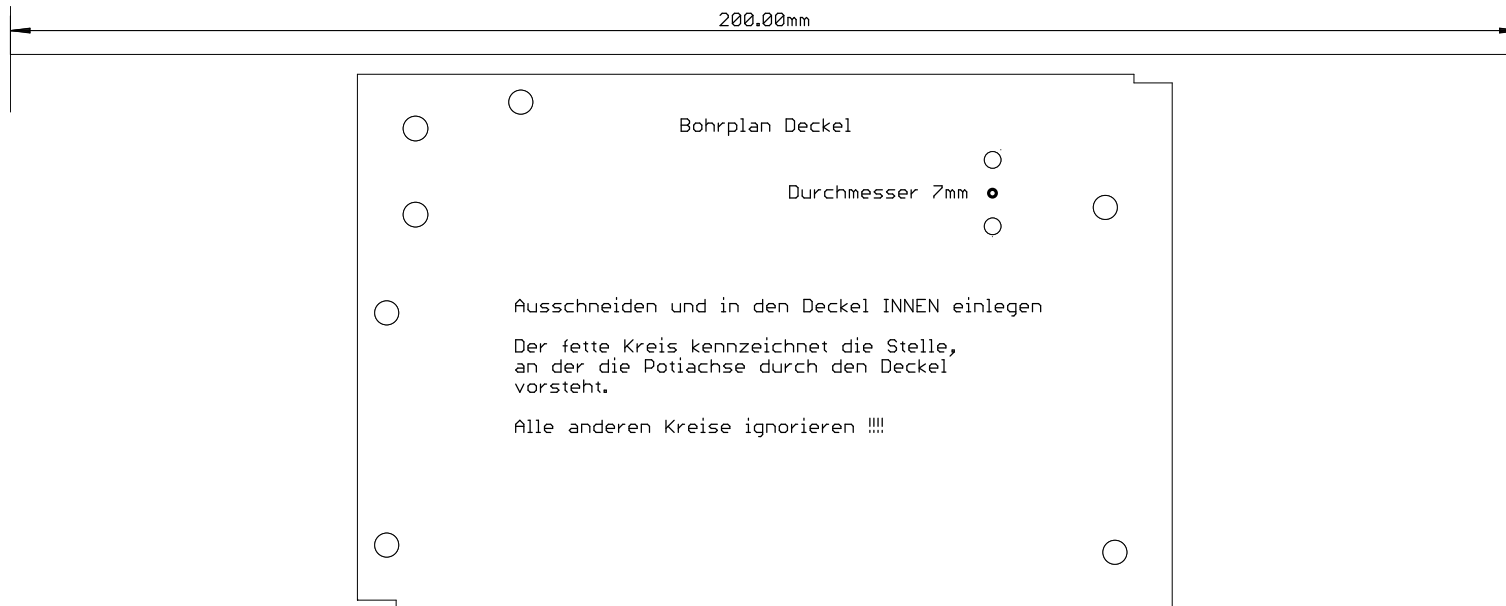 200.00mm
Bohrplan Deckel
Durchmesser 7mm
Ausschneiden und in den Deckel INNEN einlegen
Der fette Kreis kennzeichnet die Stelle,
an der die Potiachse durch den Deckel
vorsteht.
Alle anderen Kreise ignorieren !!!!